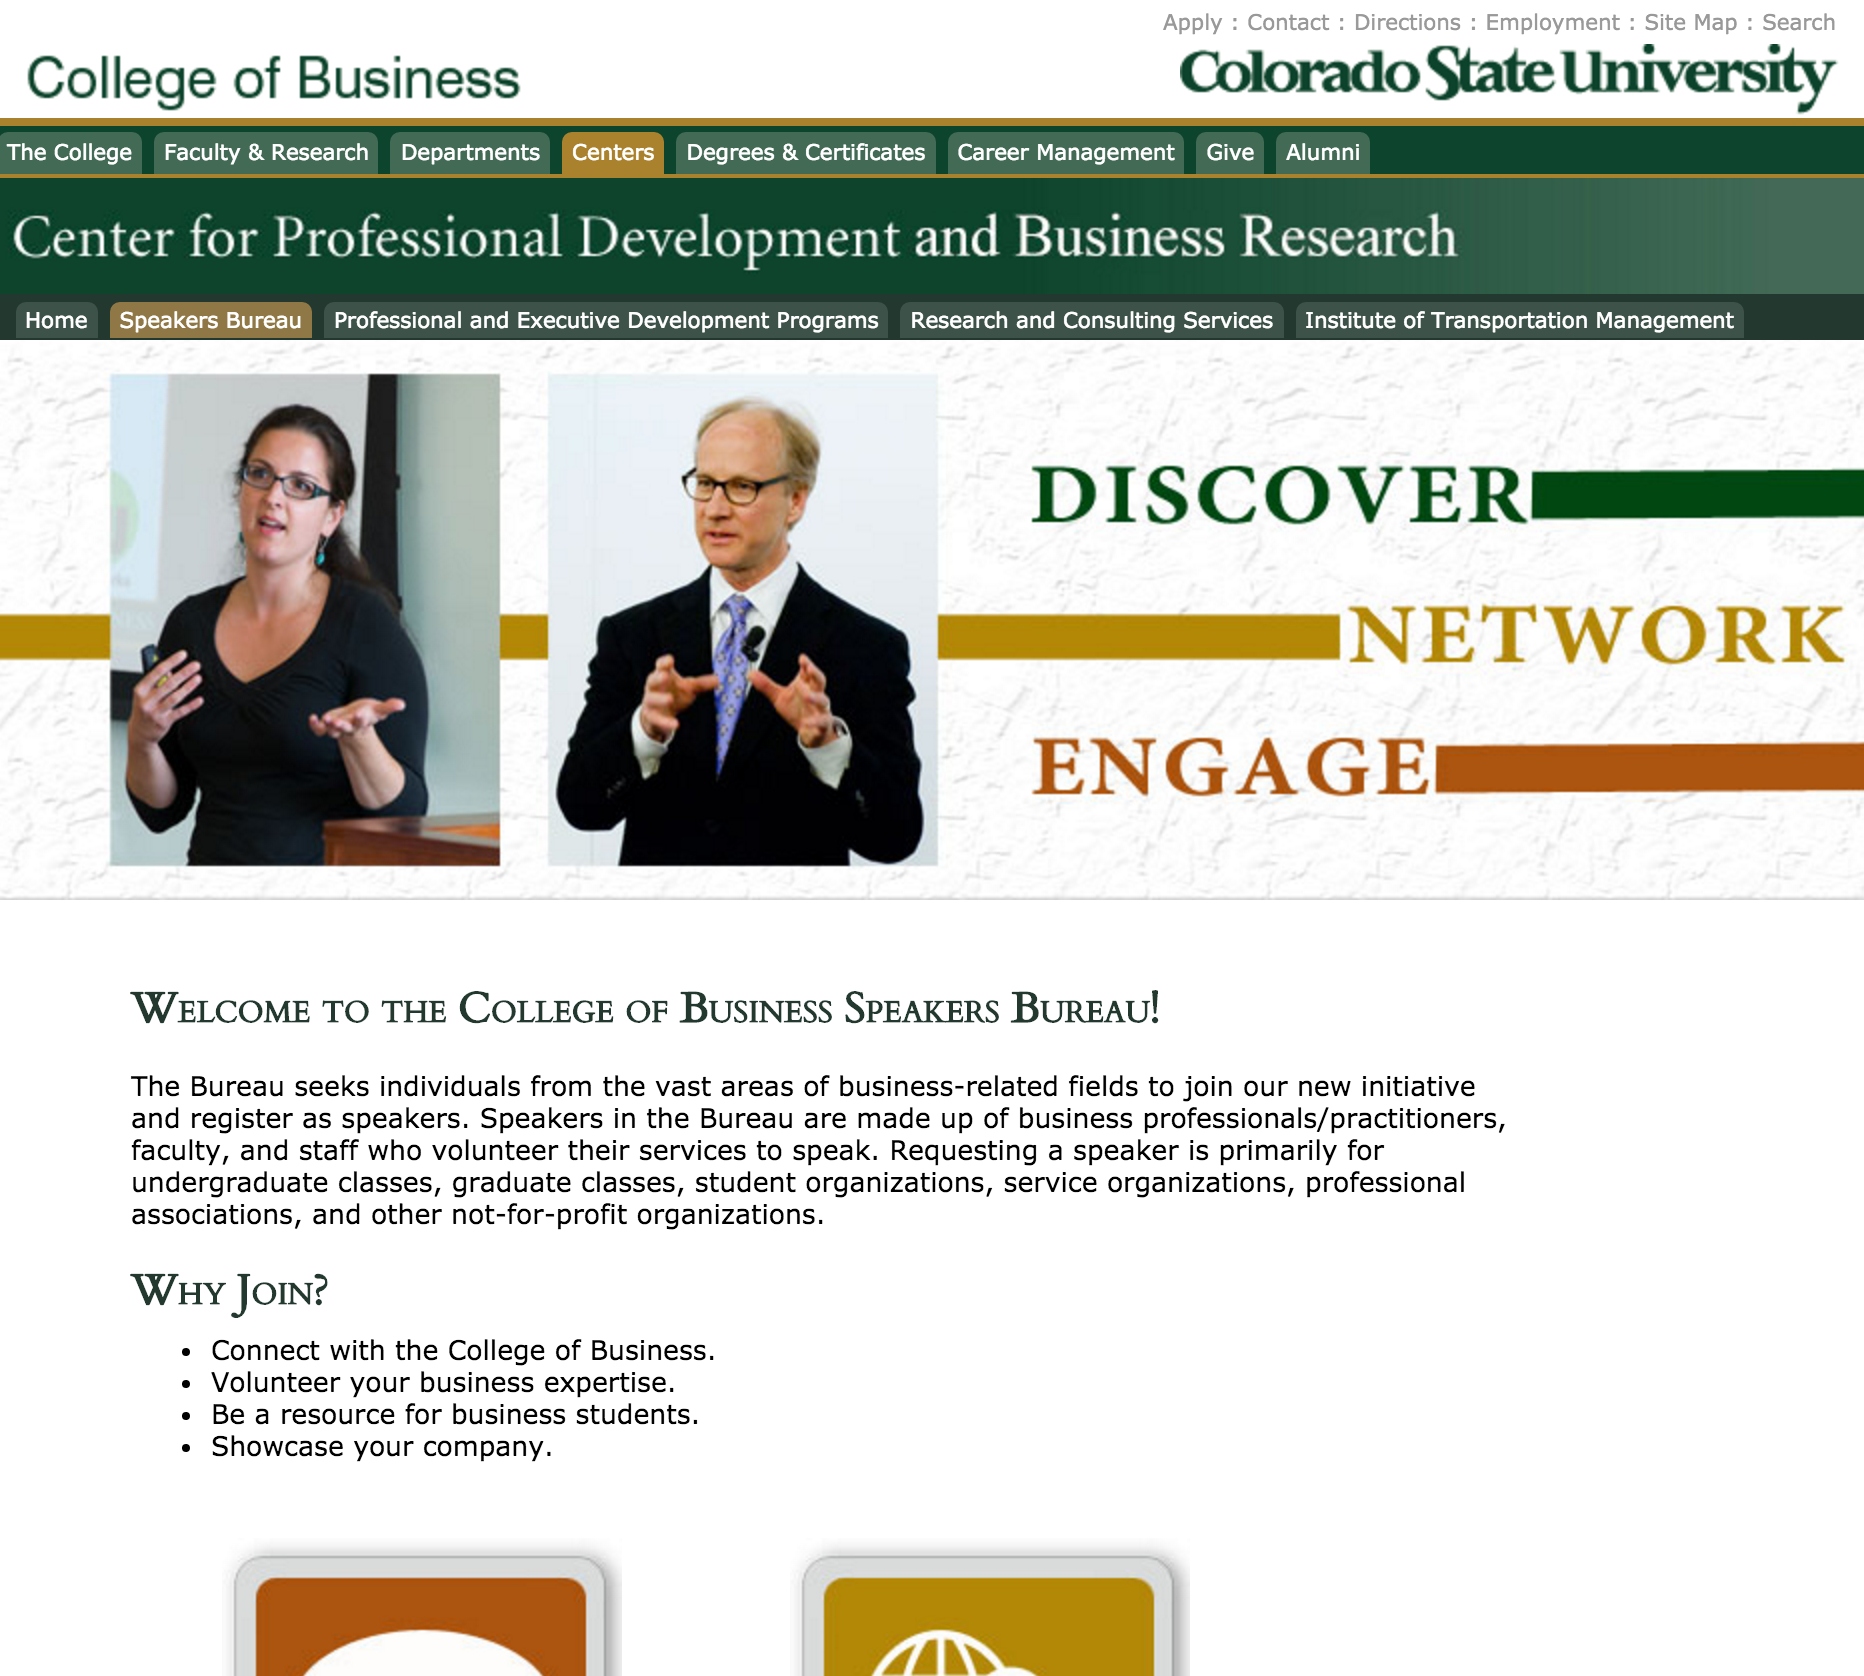 Apply : Contact : Directions : Employment : Site Map : Search
College of Business
Colorado State University
The College Faculty & Research Departments Centers Degrees & Certificates Career Management Give Alumni
Center for Professional Development and Business Research
Home Speakers Bureau Professional and Executive Development Programs Research and Consulting Services Institute of Transportation Management
DISCOVER
NETWORK
ENGAGE
Welcome to the College of Business Speakers Bureau!
The Bureau seeks individuals from the vast areas of business-related fields to join our new initiative
and register as speakers. Speakers in the Bureau are made up of business professionals/practitioners,
faculty, and staff who volunteer their services to speak. Requesting a speaker is primarily for
undergraduate classes, graduate classes, student organizations, service organizations, professional
associations, and other not-for-profit organizations.
Why Join?
• Connect with the College of Business.
• Volunteer your business expertise.
• Be a resource for business students.
• Showcase your company.